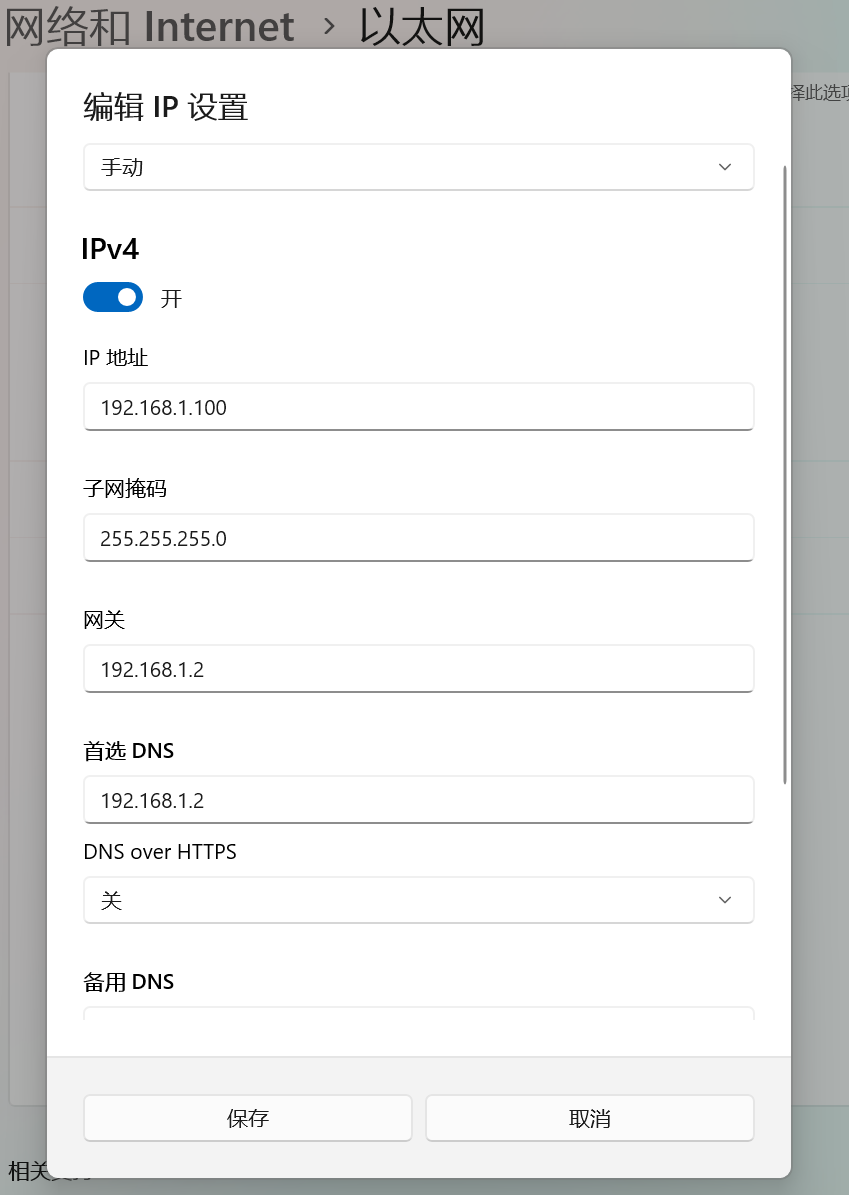 网络和 Internet › 以太网
择此选项
编辑 IP 设置
手动
IPv4
开
IP 地址
192.168.1.100
子网掩码
255.255.255.0
网关
192.168.1.2
首选 DNS
192.168.1.2
DNS over HTTPS
关
备用 DNS
保存
取消
相关